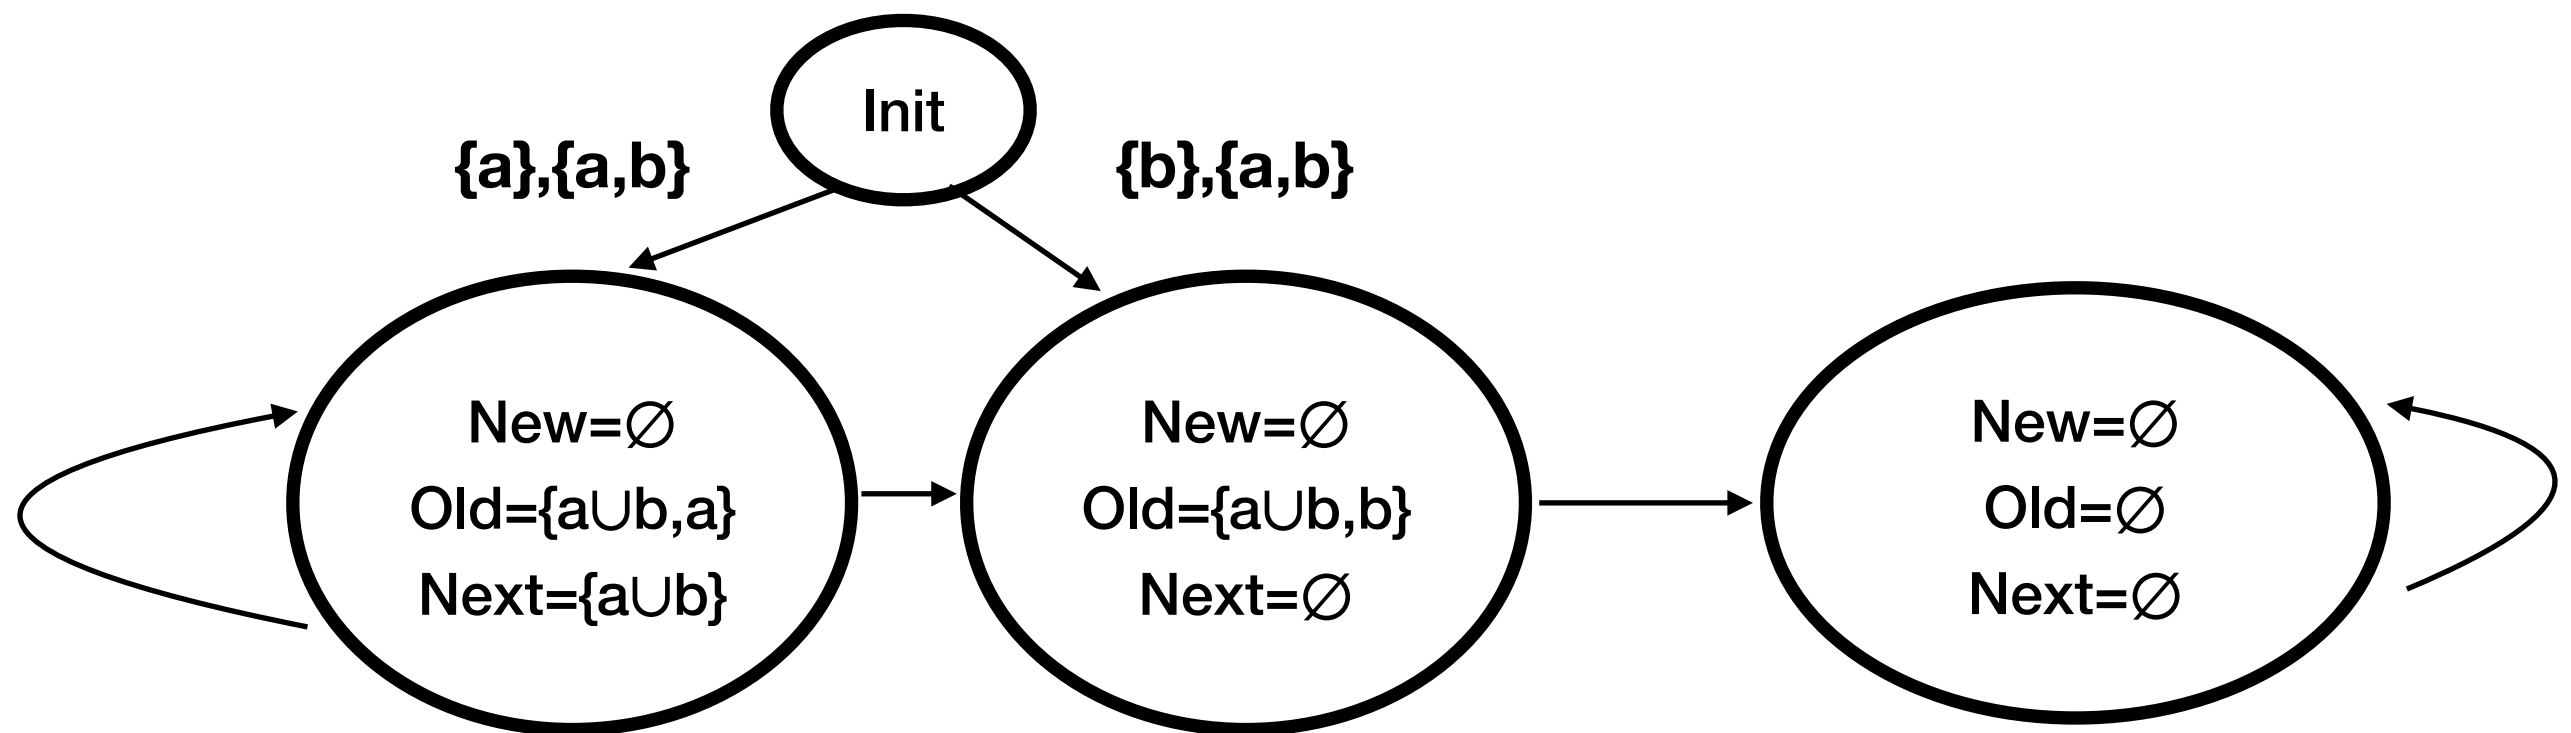 Init
{a},{a,b}
{b},{a,b}
New=∅
Old={a∪b,a}
Next={a∪b}
New=∅
Old={a∪b,b}
Next=∅
New=∅
Old=∅
Next=∅